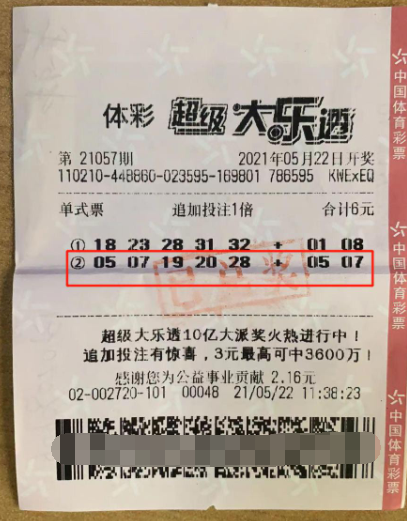 体彩 超级大乐透
第 21057期 2021年05月22日开奖
110210-448860-023595-169801 786595 KWExEQ
单式票 追加投注1倍 合计6元
① 18 23 28 31 32 + 01 08
② 05 07 19 20 28 + 05 07
已兑奖
超级大乐透10亿大派奖火热进行中！
追加投注有惊喜，3元最高可中3600万！
感谢您为公益事业贡献 2.16元
02-002720-101 00048 21/05/22 11:38:23
中国体育彩票
中国体育彩票
中国体育彩票